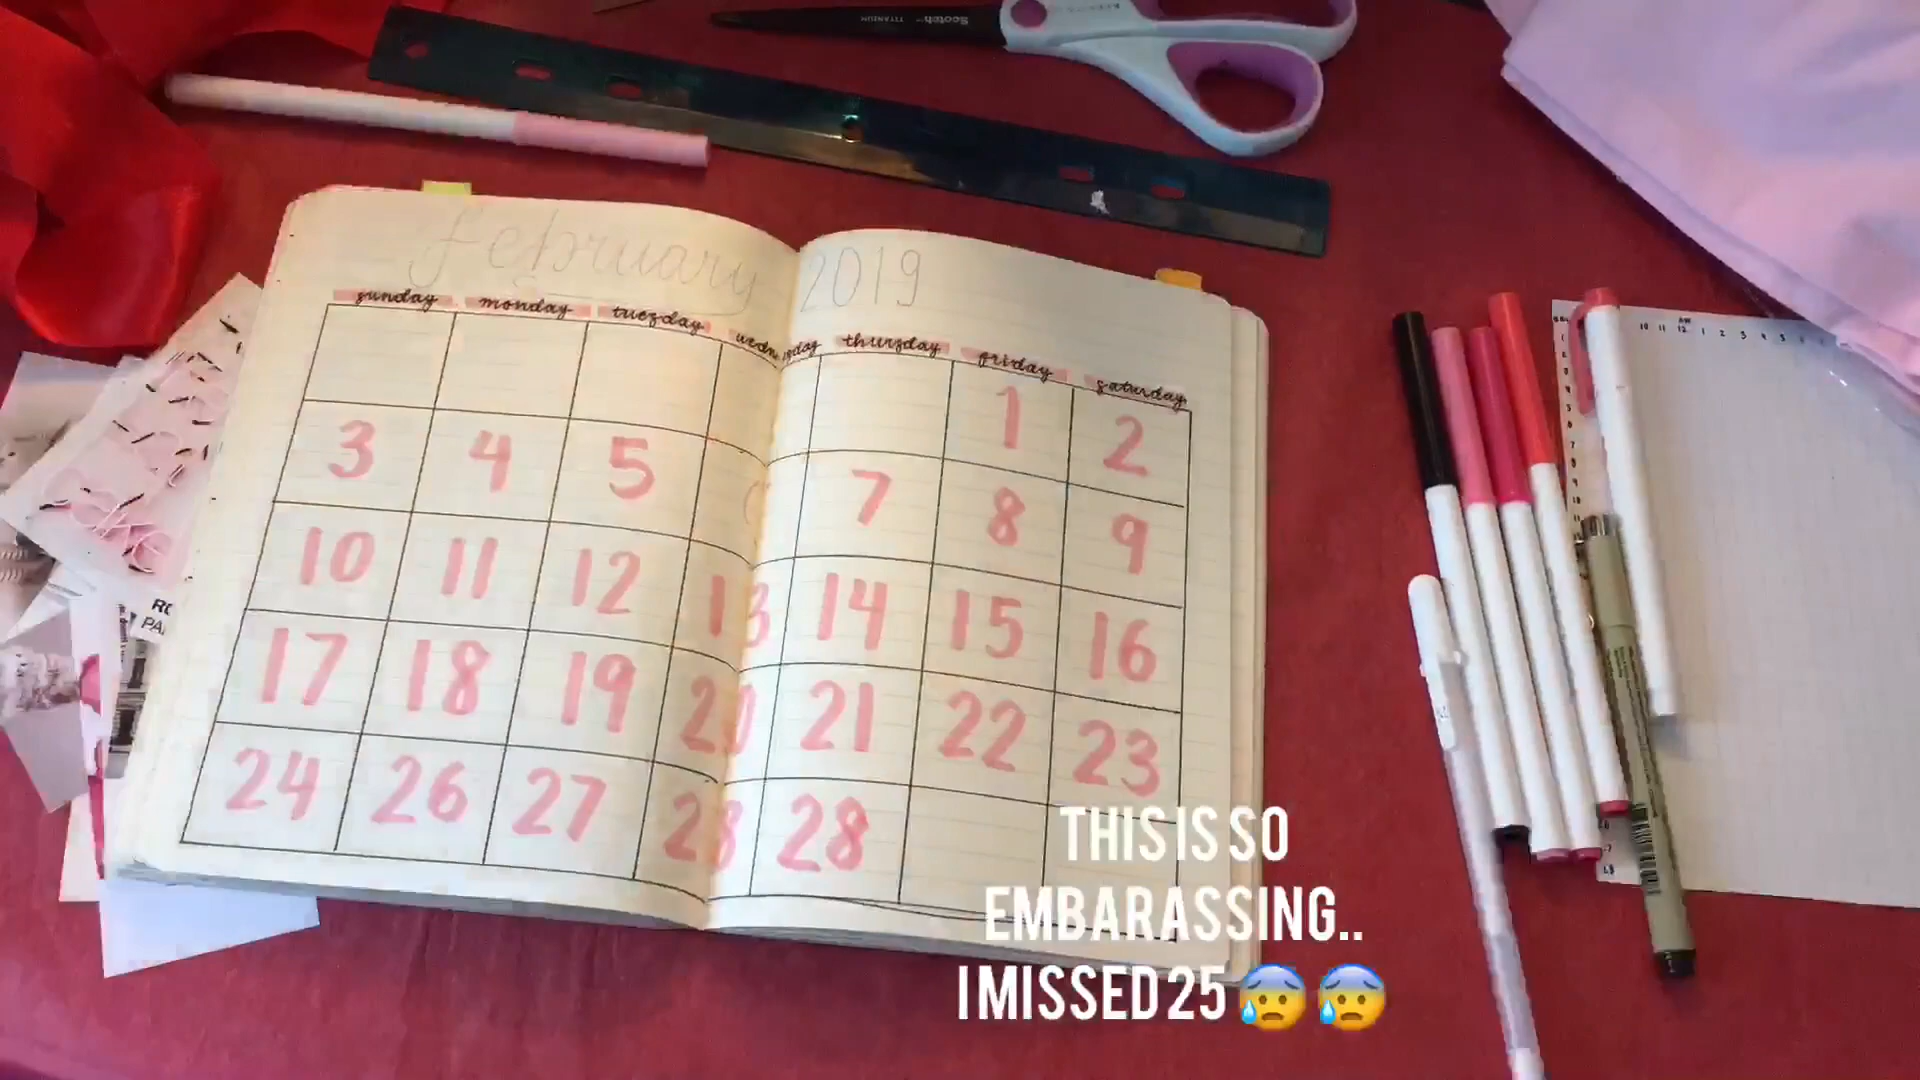 Scotch TITANIUM
february 2019
sunday monday tuesday wednesday thursday friday saturday
1 2
3 4 5 7 8 9
10 11 12 13 14 15 16
17 18 19 20 21 22 23
24 26 27 28 28
THIS IS SO
EMBARASSING..
I MISSED 25 😰 😰